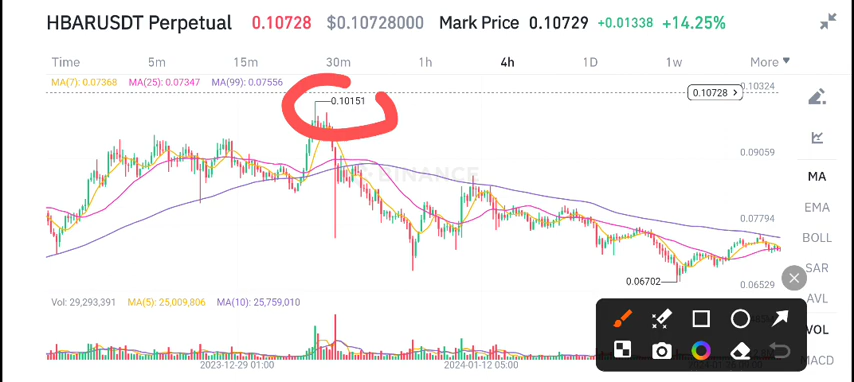 HBARUSDT Perpetual 0.10728 $0.10728000 Mark Price 0.10729 +0.01338 +14.25%
Time 5m 15m 30m 1h 4h 1D 1w More
MA(7): 0.07368 MA(25): 0.07347 MA(99): 0.07556
0.10324
0.10728
0.10151
0.09059
BINANCE
MA
EMA
0.07794
BOLL
SAR
0.06702
0.06529
AVL
Vol: 29,293,391 MA(5): 25,009,806 MA(10): 25,759,010
VOL
MACD
2023-12-29 01:00
2024-01-12 05:00